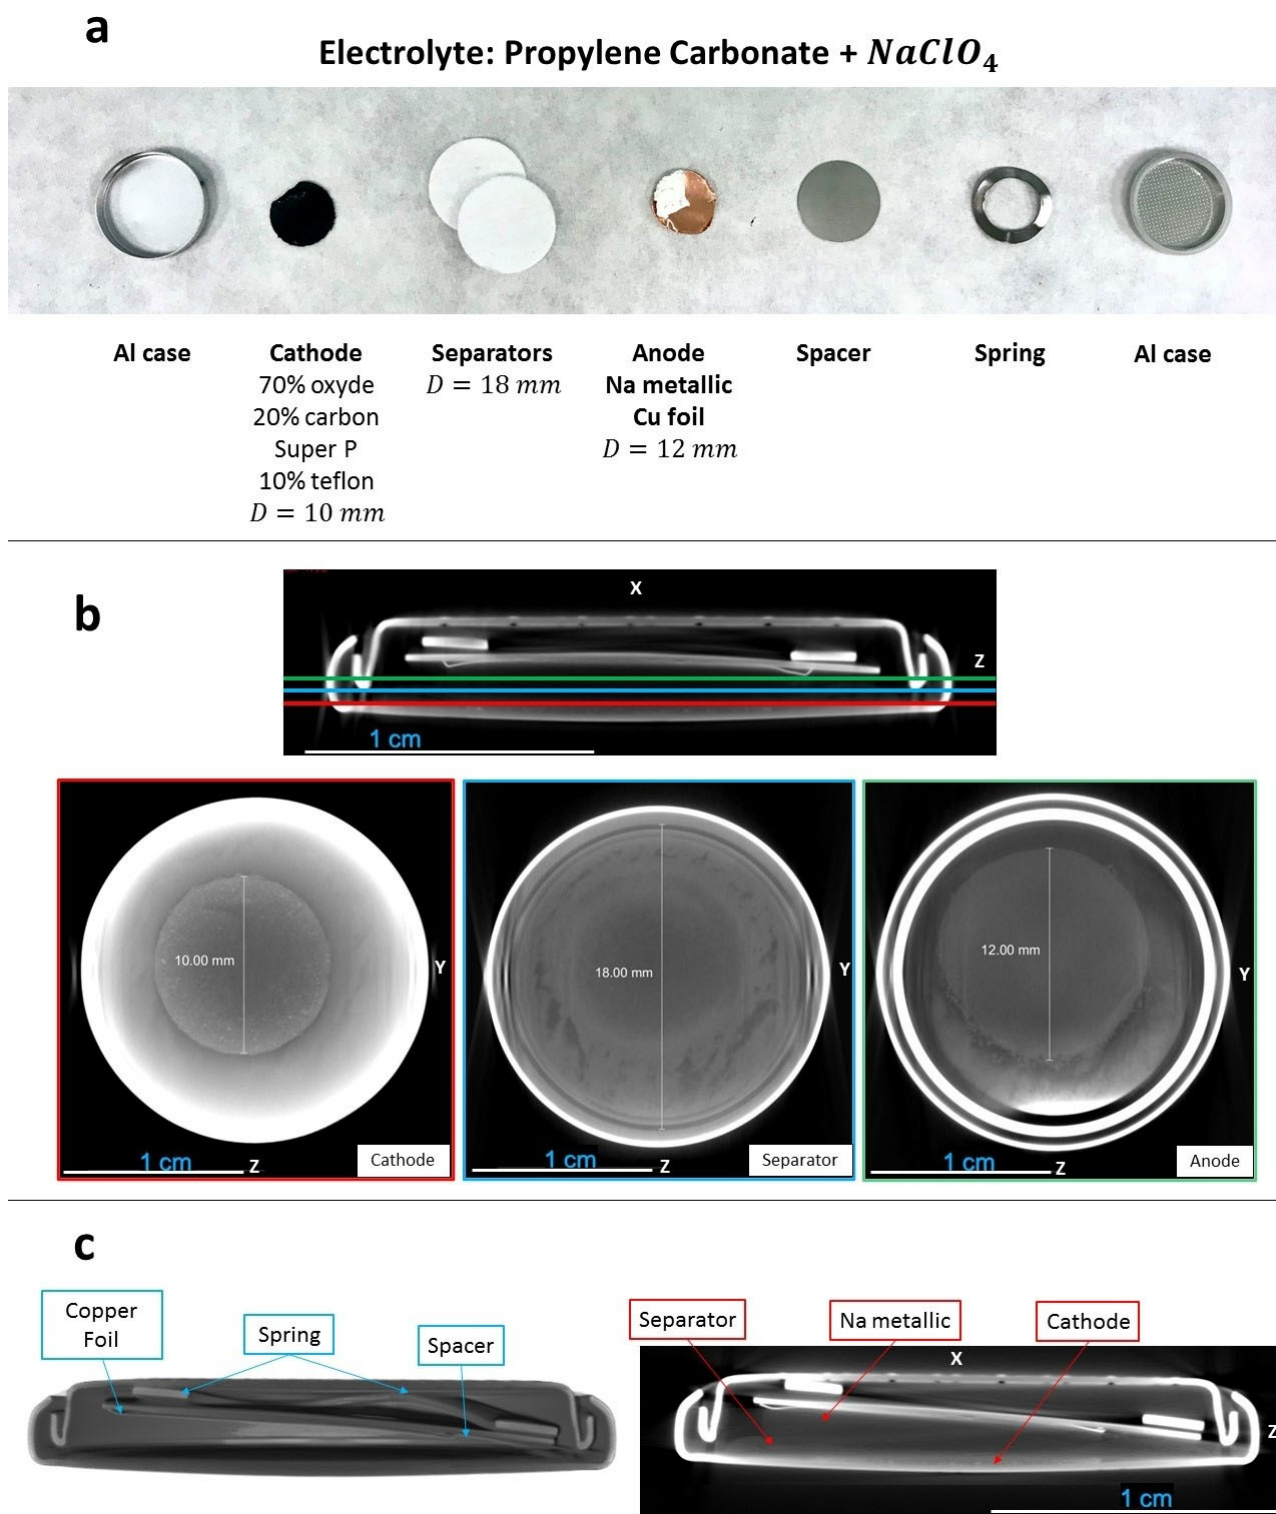 a
Electrolyte: Propylene Carbonate + NaClO₄
Al case
Cathode
70% oxyde
20% carbon
Super P
10% teflon
D = 10 mm
Separators
D = 18 mm
Anode
Na metallic
Cu foil
D = 12 mm
Spacer
Spring
Al case
b
X
Z
1 cm
10.00 mm
Y
1 cm
Z
Cathode
18.00 mm
Y
1 cm
Z
Separator
12.00 mm
Y
1 cm
Z
Anode
c
Copper
Foil
Spring
Spacer
Separator
Na metallic
Cathode
X
Z
1 cm